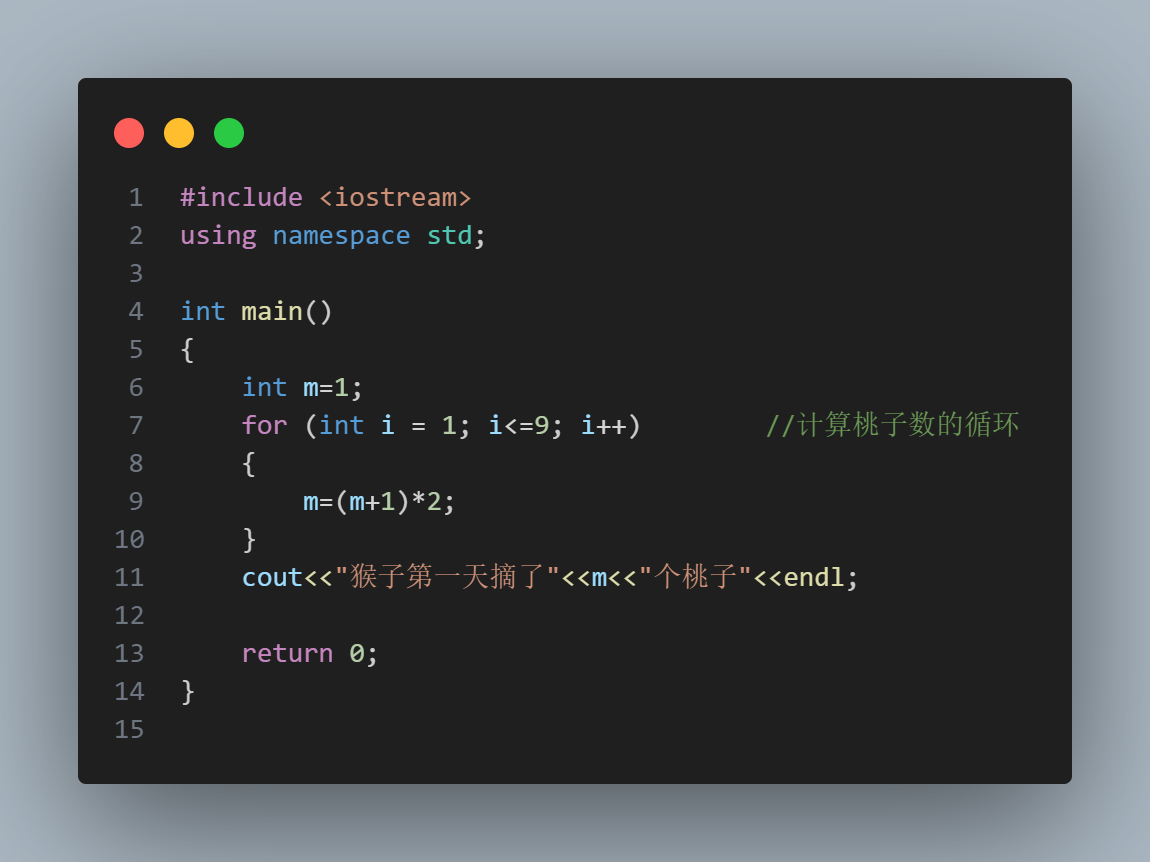 1 #include <iostream>
2 using namespace std;
3
4 int main()
5 {
6     int m=1;
7     for (int i = 1; i<=9; i++)        //计算桃子数的循环
8     {
9         m=(m+1)*2;
10     }
11     cout<<"猴子第一天摘了"<<m<<"个桃子"<<endl;
12
13     return 0;
14 }
15